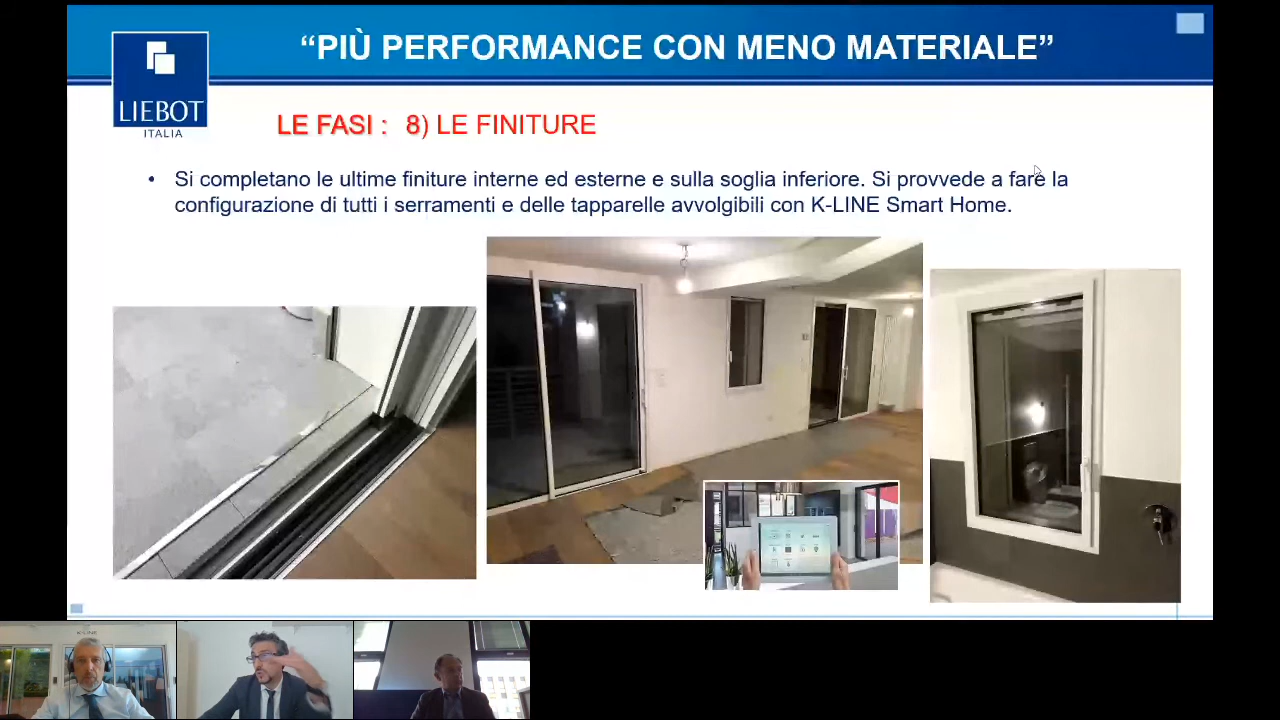 “PIÙ PERFORMANCE CON MENO MATERIALE”
LIEBOT
ITALIA
LE FASI : 8) LE FINITURE
• Si completano le ultime finiture interne ed esterne e sulla soglia inferiore. Si provvede a fare la
configurazione di tutti i serramenti e delle tapparelle avvolgibili con K-LINE Smart Home.
K-LINE